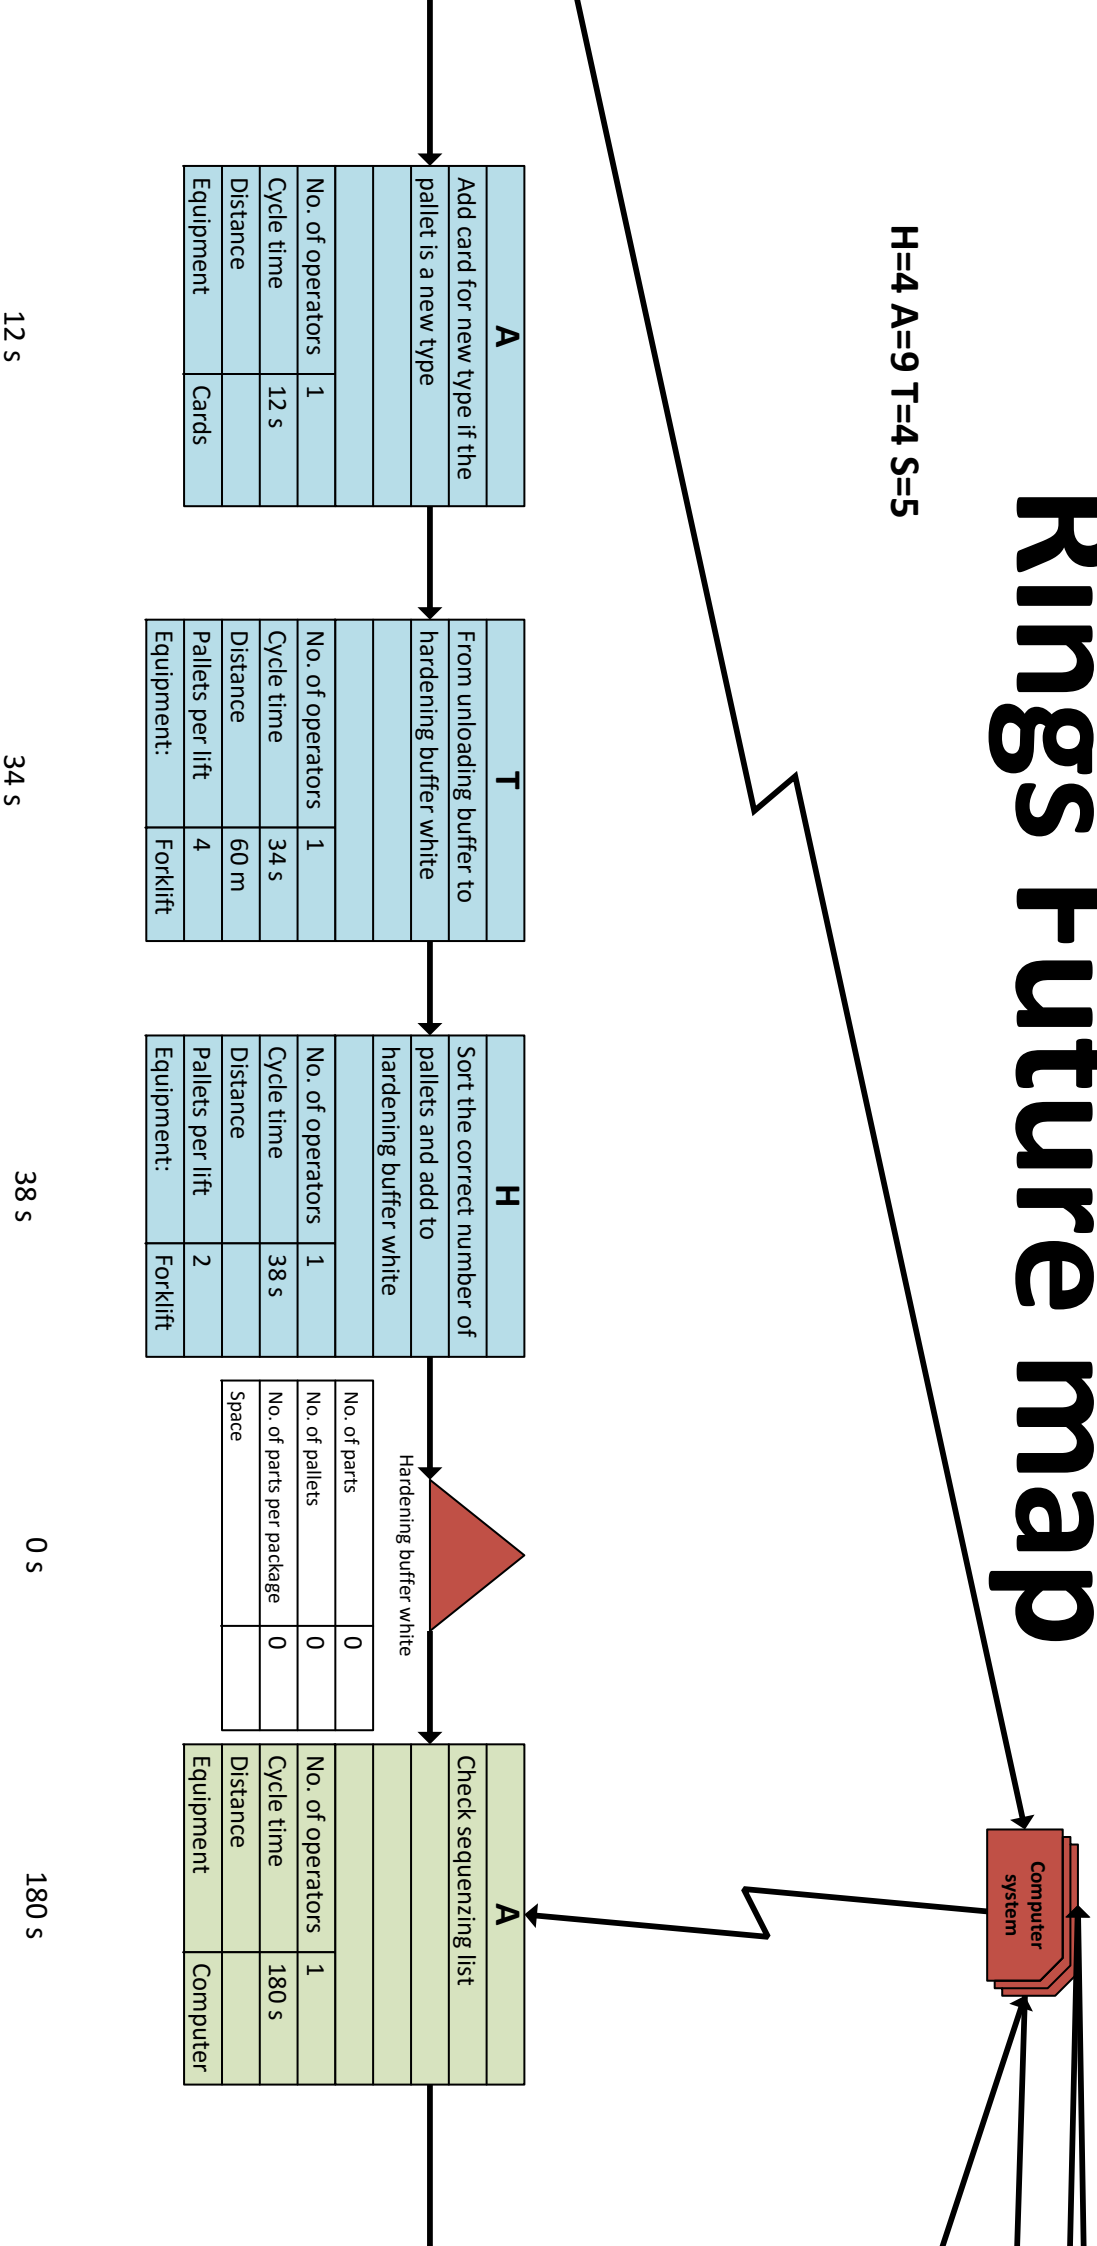 Rings Future map
H=4 A=9 T=4 S=5
Computer
system
A
Add card for new type if the
pallet is a new type
No. of operators 1
Cycle time 12 s
Distance
Equipment Cards
T
From unloading buffer to
hardening buffer white
No. of operators 1
Cycle time 34 s
Distance 60 m
Pallets per lift 4
Equipment: Forklift
H
Sort the correct number of
pallets and add to
hardening buffer white
No. of operators 1
Cycle time 38 s
Distance
Pallets per lift 2
Equipment: Forklift
Hardening buffer white
No. of parts 0
No. of pallets 0
No. of parts per package 0
Space
A
Check sequenzing list
No. of operators 1
Cycle time 180 s
Distance
Equipment Computer
12 s
34 s
38 s
0 s
180 s